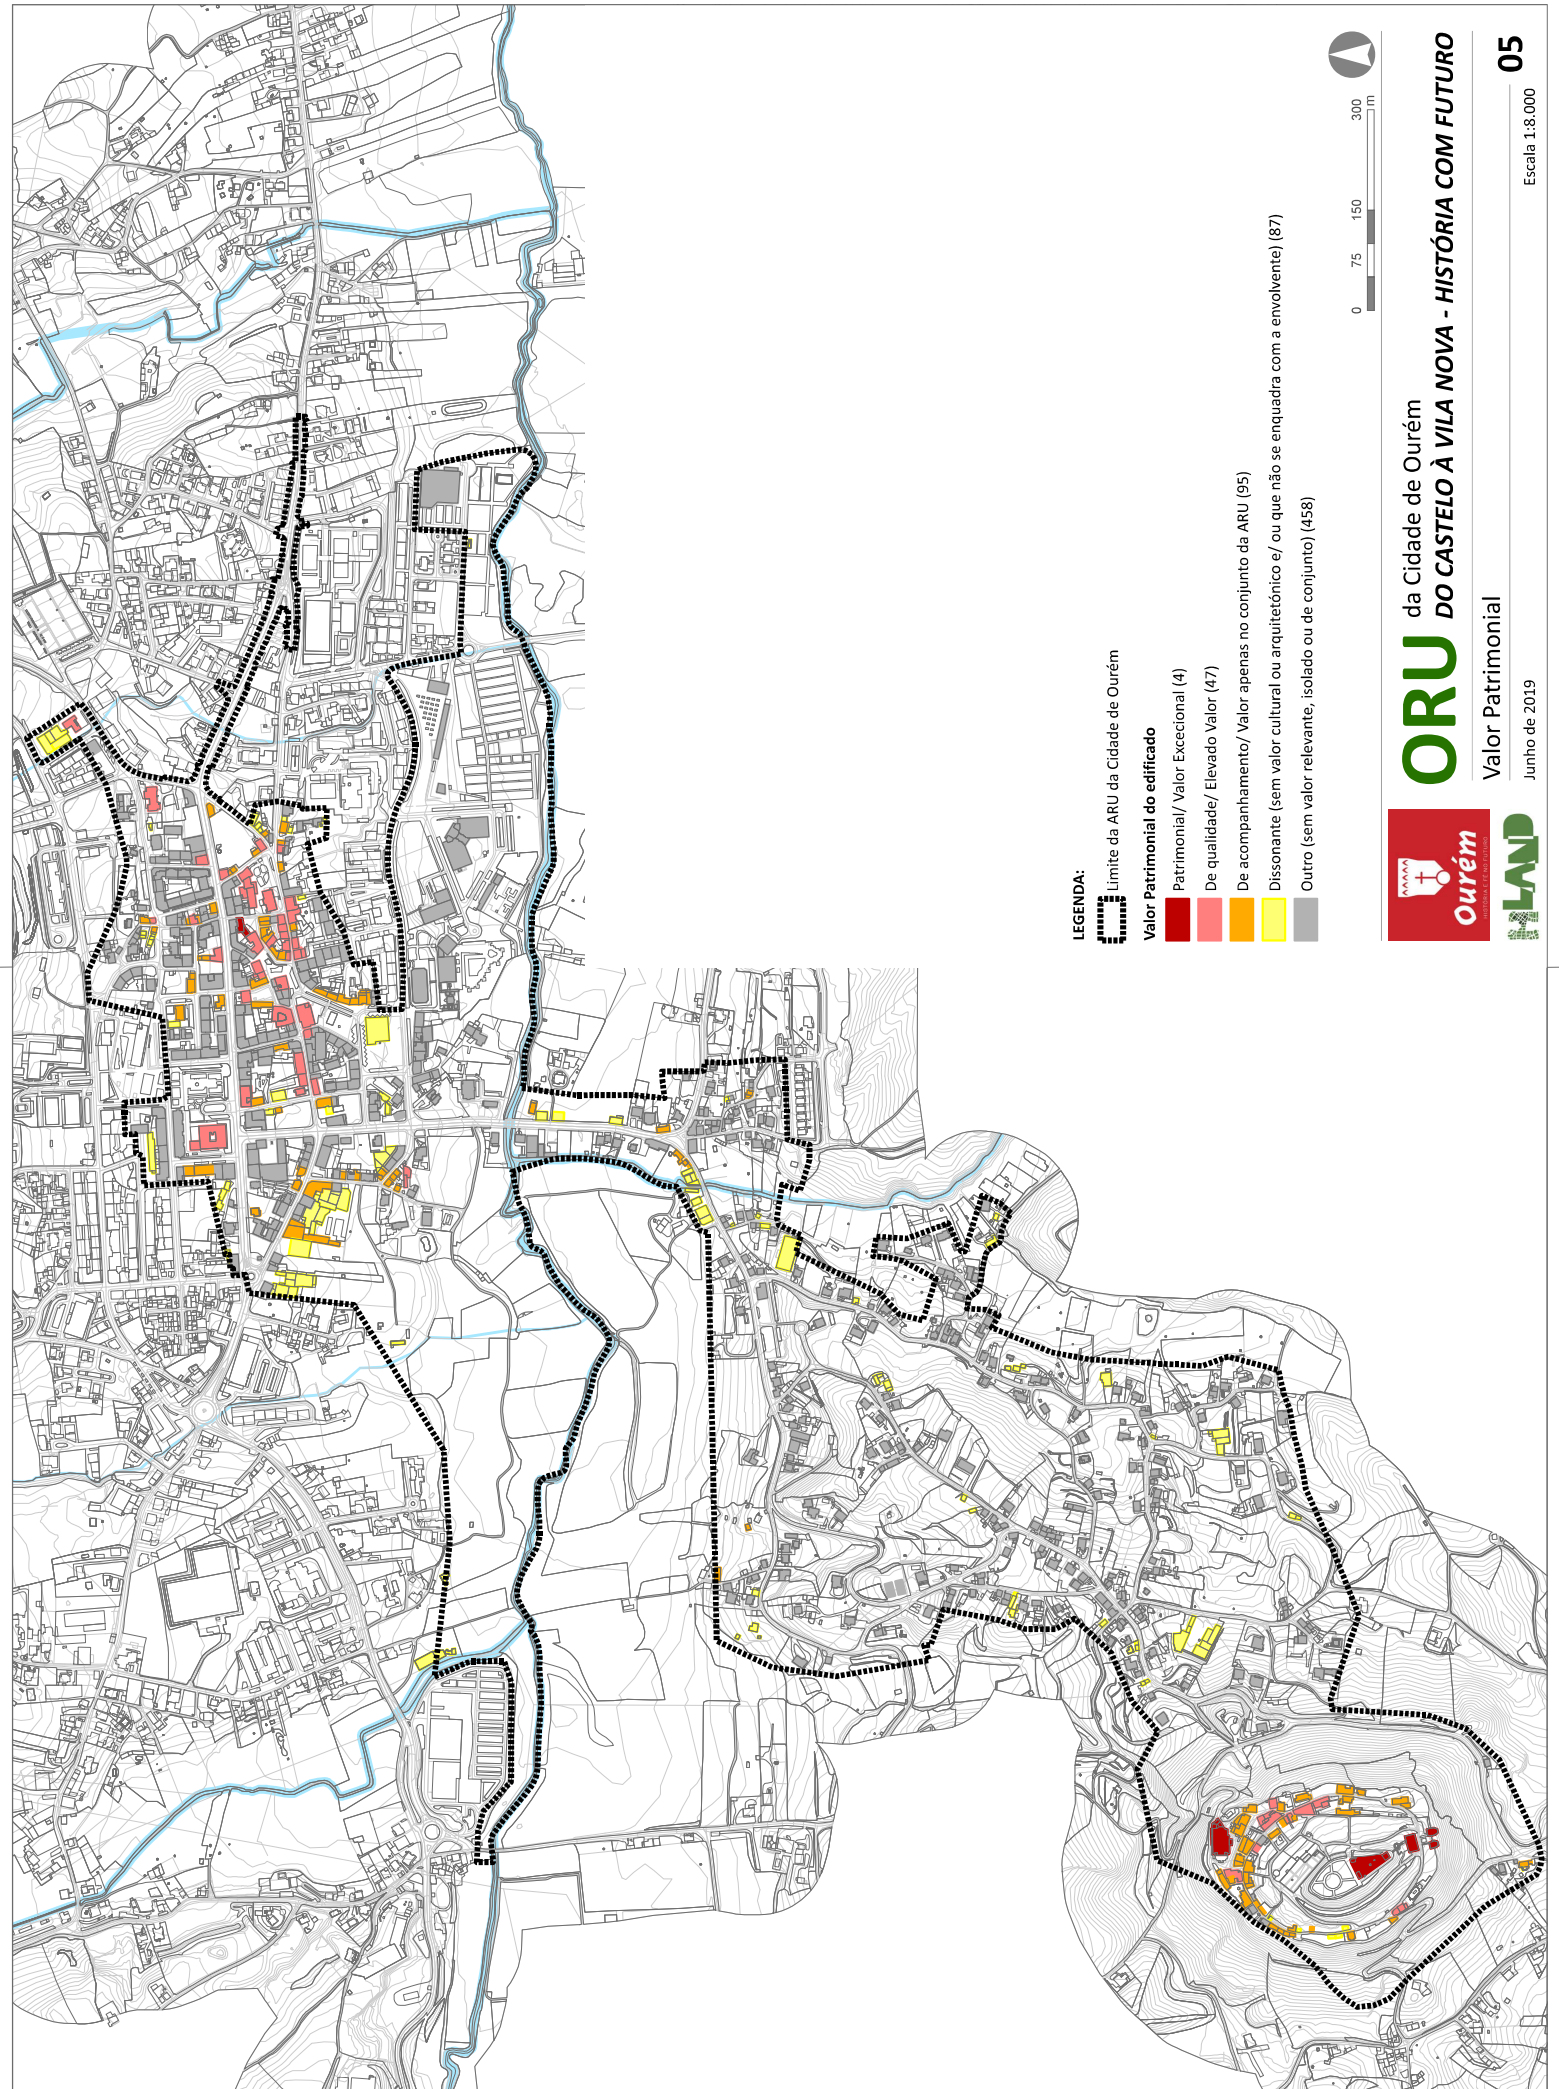 LEGENDA:
Limite da ARU da Cidade de Ourém
Valor Patrimonial do edificado
Patrimonial/ Valor Excecional (4)
De qualidade/ Elevado Valor (47)
De acompanhamento/ Valor apenas no conjunto da ARU (95)
Dissonante (sem valor cultural ou arquitetónico e/ ou que não se enquadra com a envolvente) (87)
Outro (sem valor relevante, isolado ou de conjunto) (458)
0 75 150 300
m
ORU da Cidade de Ourém
DO CASTELO À VILA NOVA - HISTÓRIA COM FUTURO
Valor Patrimonial
Junho de 2019
Escala 1:8.000
05
Ourém
HISTÓRIA E TEMOS FUTURO
LAND